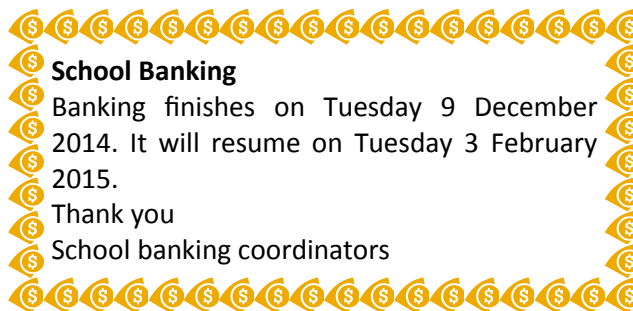 School Banking
Banking finishes on Tuesday 9 December
2014. It will resume on Tuesday 3 February
2015.
Thank you
School banking coordinators